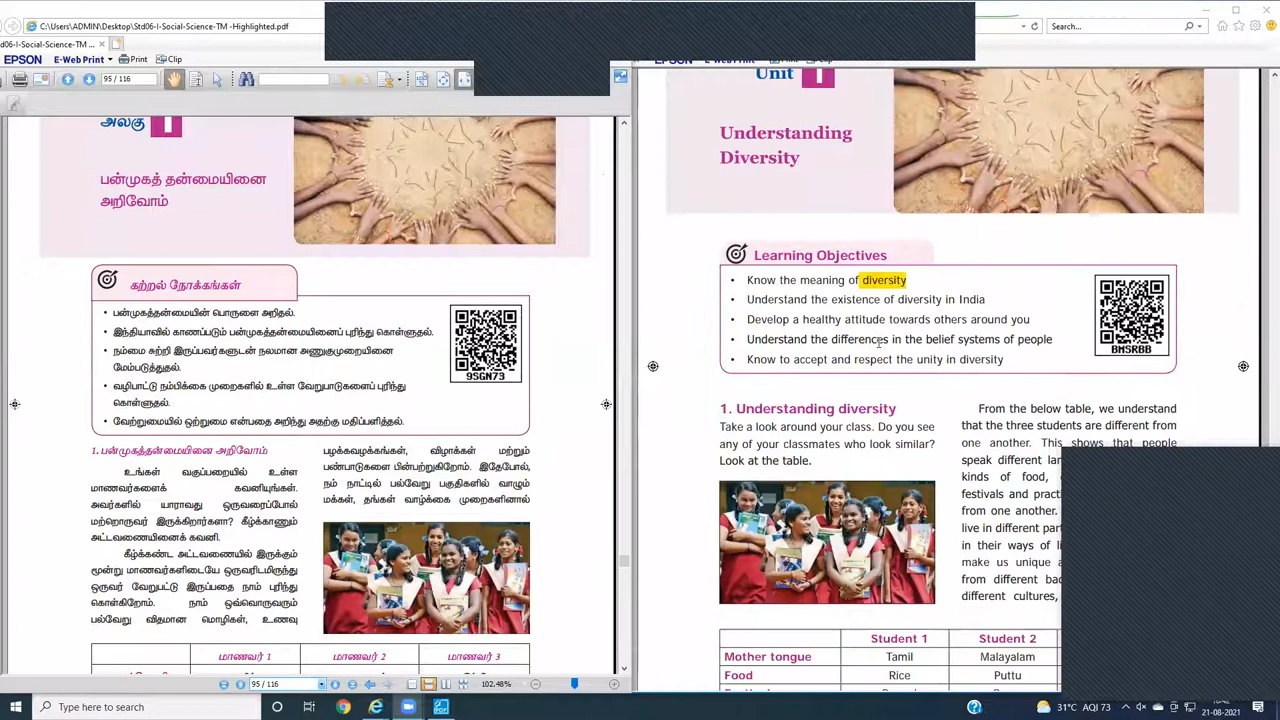 C:\Users\ADMIN\Desktop\Std06-I-Social-Science-TM -Highlighted.pdf
Search...
td06-I-Social-Science-TM ...
EPSON E-Web Print Print Clip
95 / 116
அலகு 1
பன்முகத் தன்மையினை
அறிவோம்
கற்றல் நோக்கங்கள்
• பன்முகத்தன்மையின் பொருளை அறிதல்.
• இந்தியாவில் காணப்படும் பன்முகத்தன்மையினைப் புரிந்து கொள்ளுதல்.
• நம்மை சுற்றி இருப்பவர்களுடன் நலமான அணுகுமுறையினை
மேம்படுத்துதல்.
• வழிபாட்டு நம்பிக்கை முறைகளில் உள்ள வேறுபாடுகளைப் புரிந்து
கொள்ளுதல்.
• வேற்றுமையில் ஒற்றுமை என்பதை அறிந்து அதற்கு மதிப்பளித்தல்.
9SGN73
1. பன்முகத்தன்மையினை அறிவோம்
உங்கள் வகுப்பறையில் உள்ள
மாணவர்களைக் கவனியுங்கள்.
அவர்களில் யாராவது ஒருவரைப்போல்
மற்றொருவர் இருக்கிறார்களா? கீழ்க்காணும்
அட்டவணையினைக் கவனி.
கீழ்க்கண்ட அட்டவணையில் இருக்கும்
மூன்று மாணவர்களிடையே ஒருவரிடமிருந்து
ஒருவர் வேறுபட்டு இருப்பதை நாம் புரிந்து
கொள்கிறோம். நாம் ஒவ்வொருவரும்
பல்வேறு விதமான மொழிகள், உணவு
பழக்கவழக்கங்கள், விழாக்கள் மற்றும்
பண்பாடுகளை பின்பற்றுகிறோம். இதேபோல்,
நம் நாட்டில் பல்வேறு பகுதிகளில் வாழும்
மக்கள், தங்கள் வாழ்க்கை முறைகளினால்
மாணவர் 1 மாணவர் 2 மாணவர் 3
95 / 116
102.48%
Unit 1
Understanding
Diversity
Learning Objectives
• Know the meaning of diversity
• Understand the existence of diversity in India
• Develop a healthy attitude towards others around you
• Understand the differences in the belief systems of people
• Know to accept and respect the unity in diversity
BMSRBB
1. Understanding diversity
Take a look around your class. Do you see
any of your classmates who look similar?
Look at the table.
From the below table, we understand
that the three students are different from
one another. This shows that people
speak different
kinds of food,
festivals and
from one another.
live in different
in their ways of
make us unique
from different
different cultures,
Student 1 Student 2
Mother tongue Tamil Malayalam
Food Rice Puttu
Type here to search
31°C AQI 73
21-08-2021